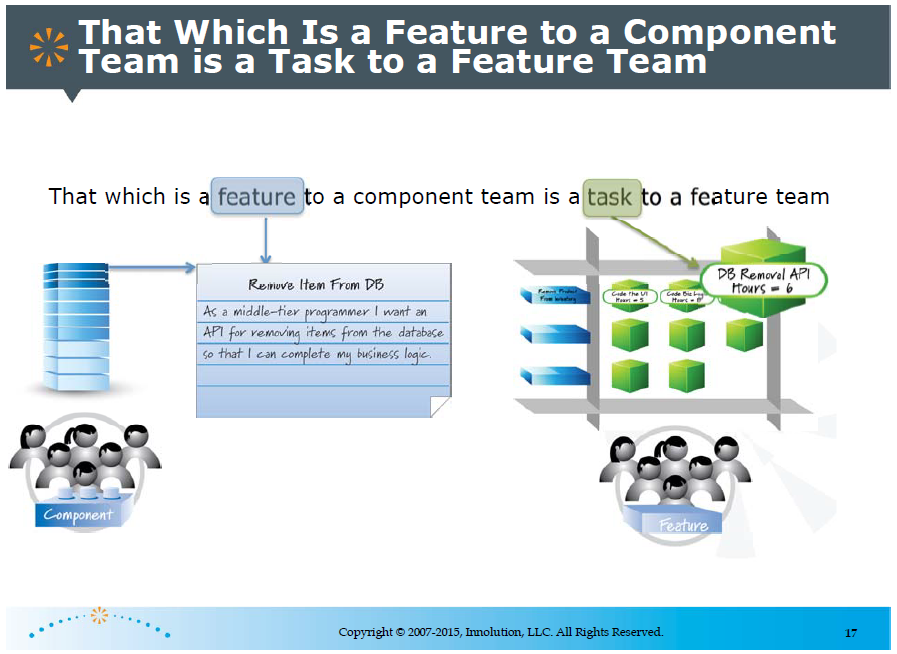 That Which Is a Feature to a Component
Team is a Task to a Feature Team
That which is a feature to a component team is a task to a feature team
Remove Item From DB
As a middle-tier programmer I want an
API for removing items from the database
so that I can complete my business logic.
DB Removal API
Hours = 6
Remove Product
From Inventory
Code the UI
Hours = 5
Code Biz Logic
Hours = 8
Component
Feature
Copyright © 2007-2015, Innolution, LLC. All Rights Reserved.
17